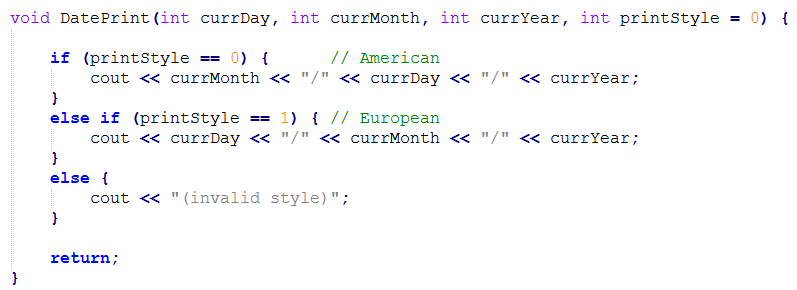 void DatePrint(int currDay, int currMonth, int currYear, int printStyle = 0) {
if (printStyle == 0) {      // American
cout << currMonth << "/" << currDay << "/" << currYear;
}
else if (printStyle == 1) { // European
cout << currDay << "/" << currMonth << "/" << currYear;
}
else {
cout << "(invalid style)";
}
return;
}